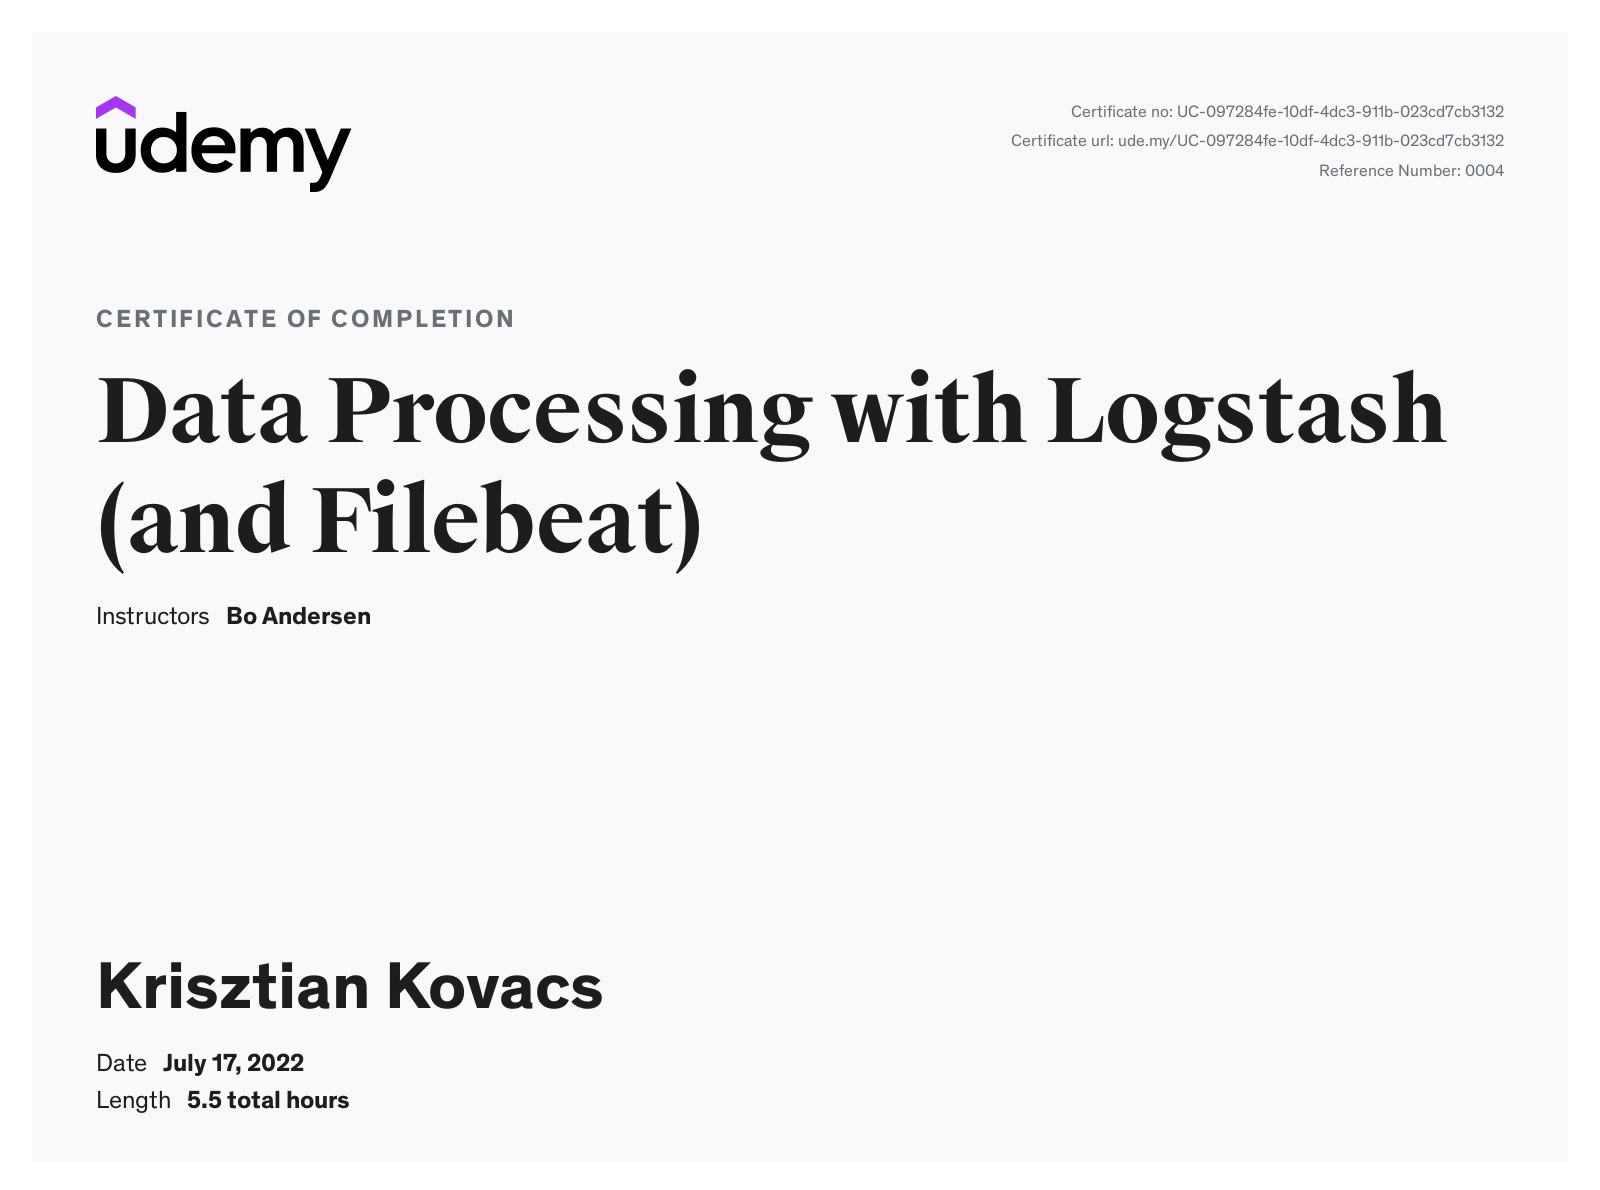 udemy
Certificate no: UC-097284fe-10df-4dc3-911b-023cd7cb3132
Certificate url: ude.my/UC-097284fe-10df-4dc3-911b-023cd7cb3132
Reference Number: 0004
CERTIFICATE OF COMPLETION
Data Processing with Logstash
(and Filebeat)
Instructors Bo Andersen
Krisztian Kovacs
Date July 17, 2022
Length 5.5 total hours